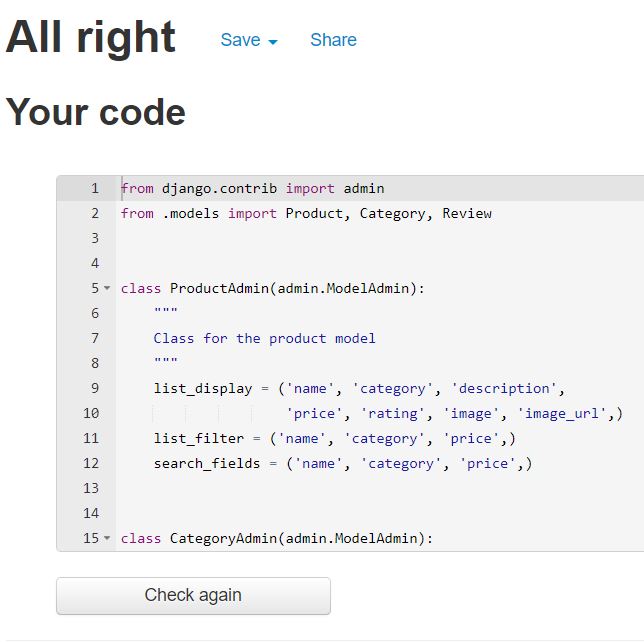 All right Save Share
Your code
1 from django.contrib import admin
2 from .models import Product, Category, Review
3
4
5 class ProductAdmin(admin.ModelAdmin):
6     """
7     Class for the product model
8     """
9     list_display = ('name', 'category', 'description',
10                     'price', 'rating', 'image', 'image_url',)
11     list_filter = ('name', 'category', 'price',)
12     search_fields = ('name', 'category', 'price',)
13
14
15 class CategoryAdmin(admin.ModelAdmin):
Check again